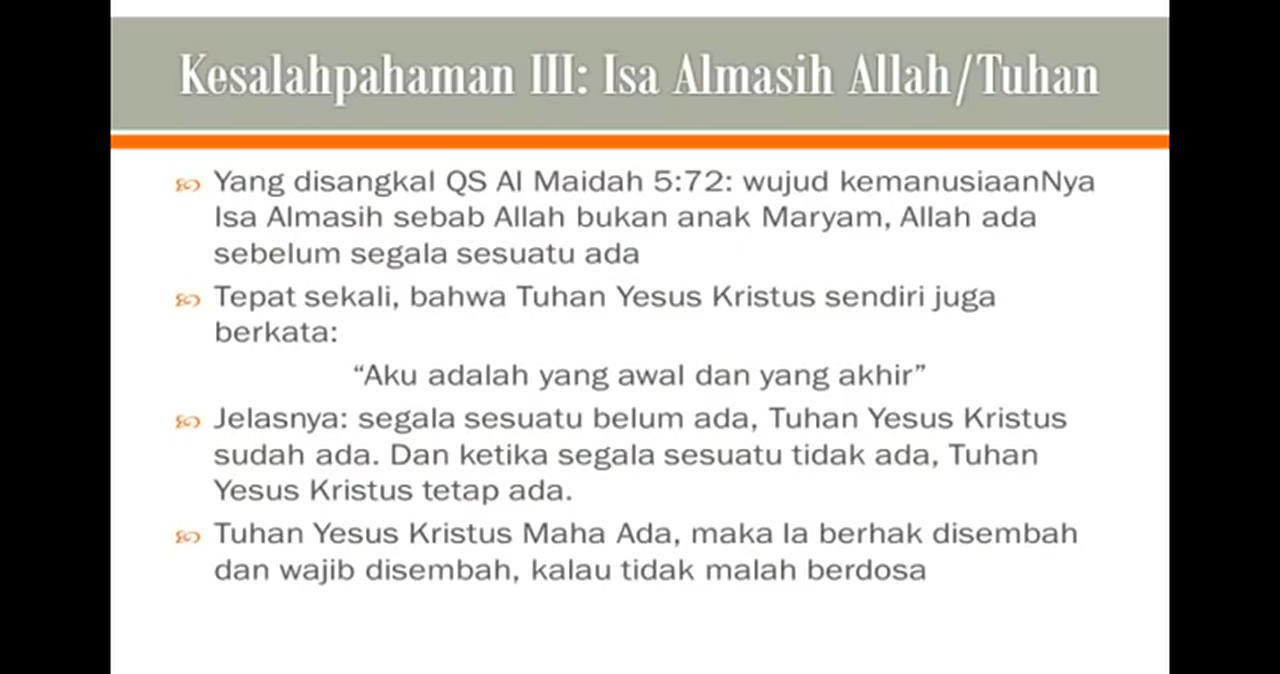 Kesalahpahaman III: Isa Almasih Allah/Tuhan
Yang disangkal QS Al Maidah 5:72: wujud kemanusiaanNya
Isa Almasih sebab Allah bukan anak Maryam, Allah ada
sebelum segala sesuatu ada
Tepat sekali, bahwa Tuhan Yesus Kristus sendiri juga
berkata:
“Aku adalah yang awal dan yang akhir”
Jelasnya: segala sesuatu belum ada, Tuhan Yesus Kristus
sudah ada. Dan ketika segala sesuatu tidak ada, Tuhan
Yesus Kristus tetap ada.
Tuhan Yesus Kristus Maha Ada, maka Ia berhak disembah
dan wajib disembah, kalau tidak malah berdosa